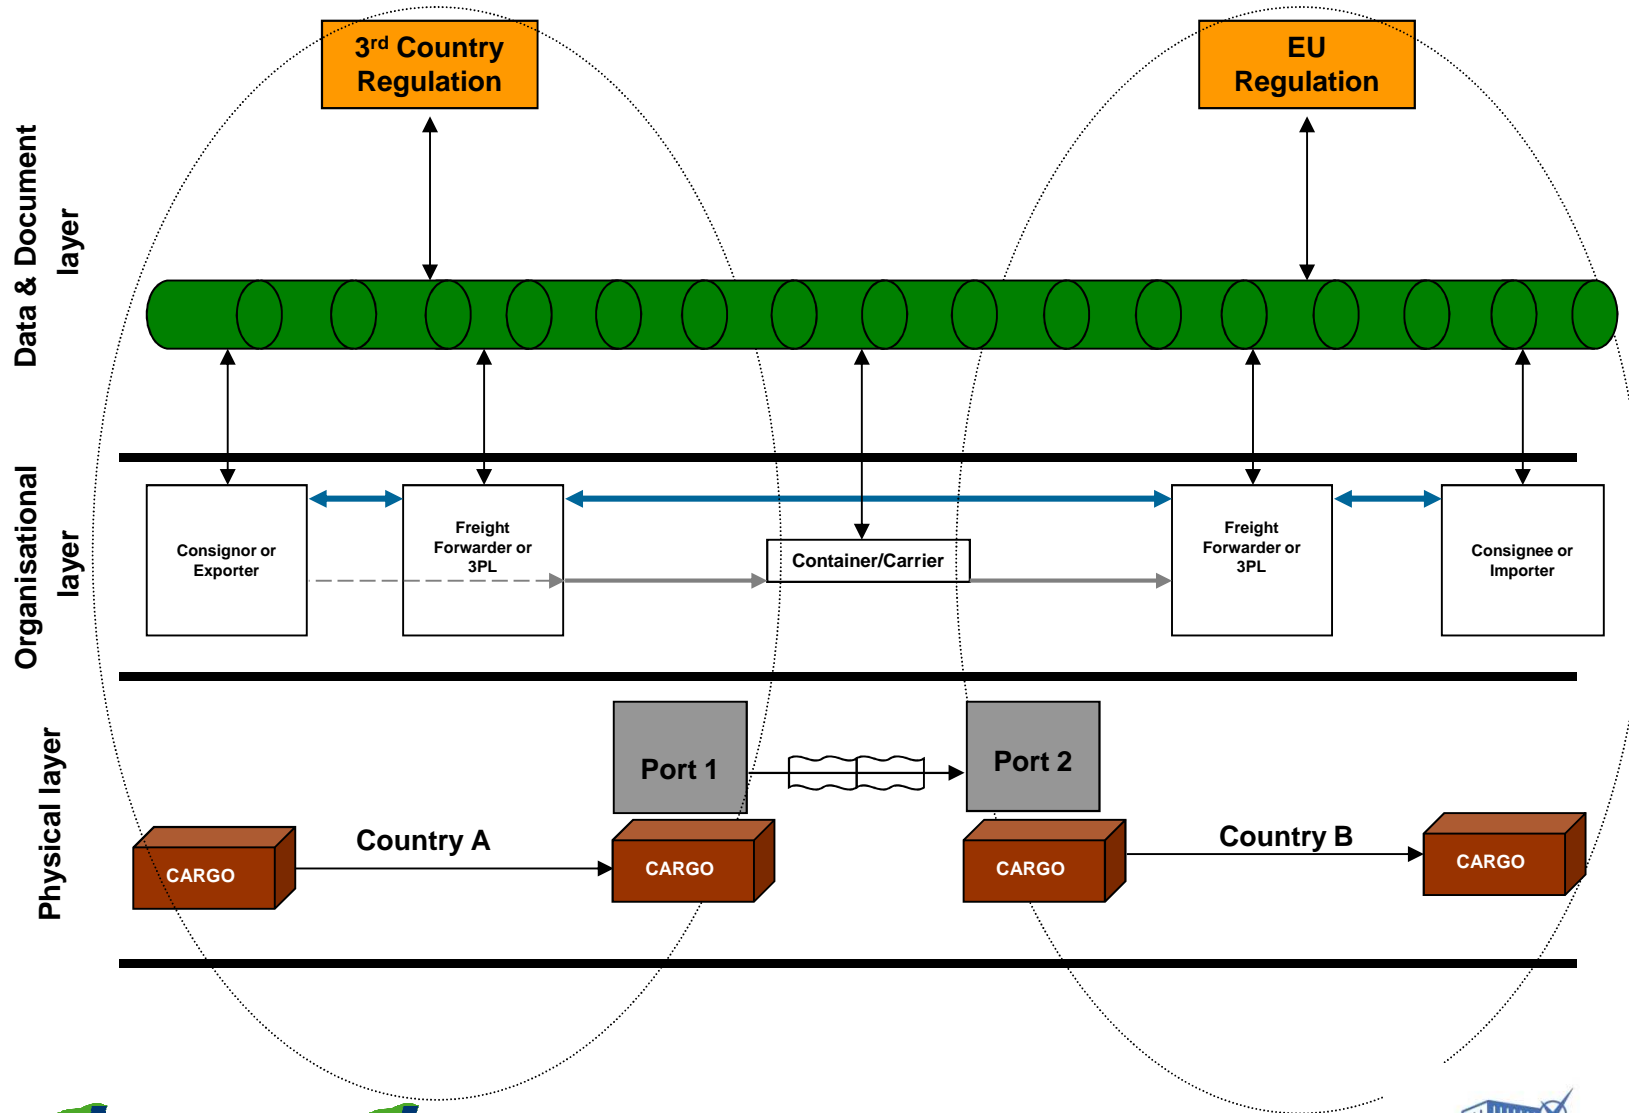 3rd Country
Regulation
EU
Regulation
Data & Document
layer
Organisational
layer
Consignor or
Exporter
Freight
Forwarder or
3PL
Container/Carrier
Freight
Forwarder or
3PL
Consignee or
Importer
Physical layer
Port 1
Port 2
Country A
Country B
CARGO
CARGO
CARGO
CARGO